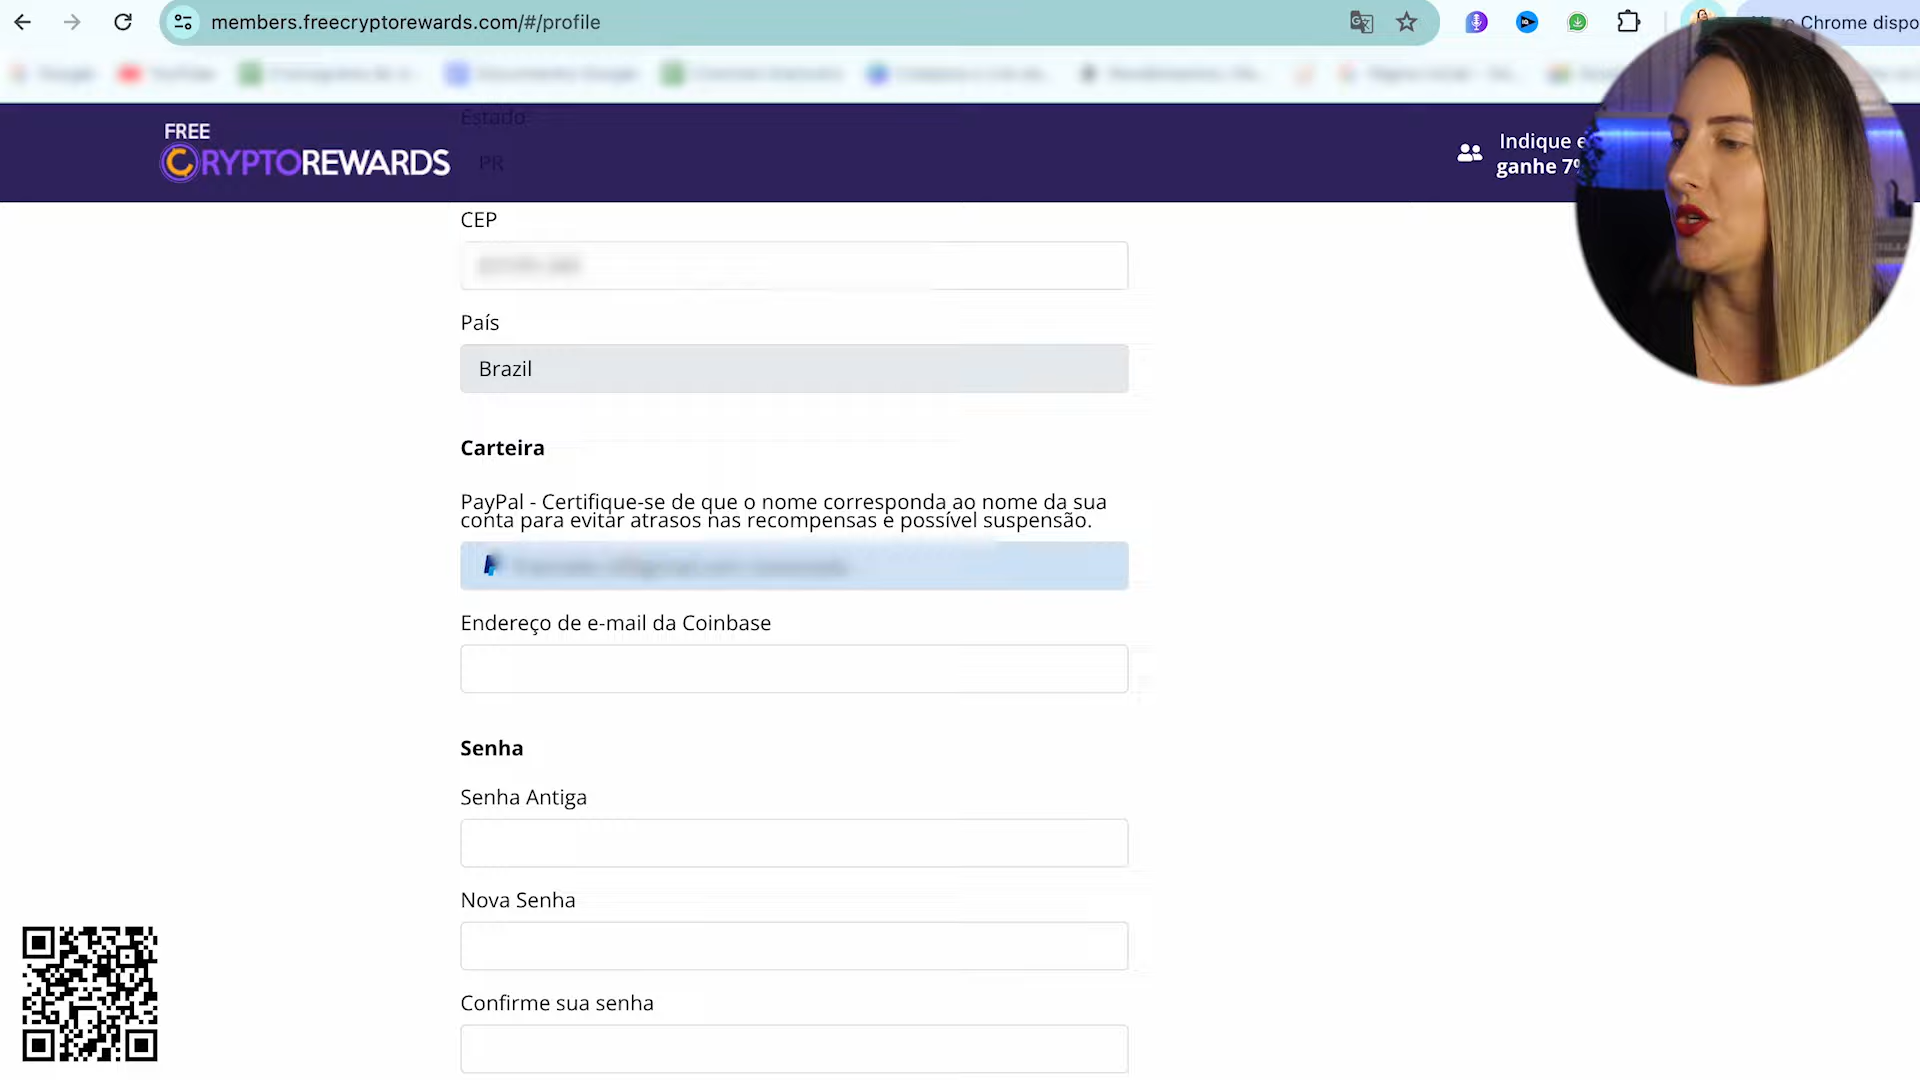 members.freecryptorewards.com/#/profile
Chrome dispo
Estado
FREE
CRYPTOREWARDS
PR
Indique e
ganhe 7%
CEP
País
Brazil
Carteira
PayPal - Certifique-se de que o nome corresponda ao nome da sua
conta para evitar atrasos nas recompensas e possível suspensão.
Endereço de e-mail da Coinbase
Senha
Senha Antiga
Nova Senha
Confirme sua senha